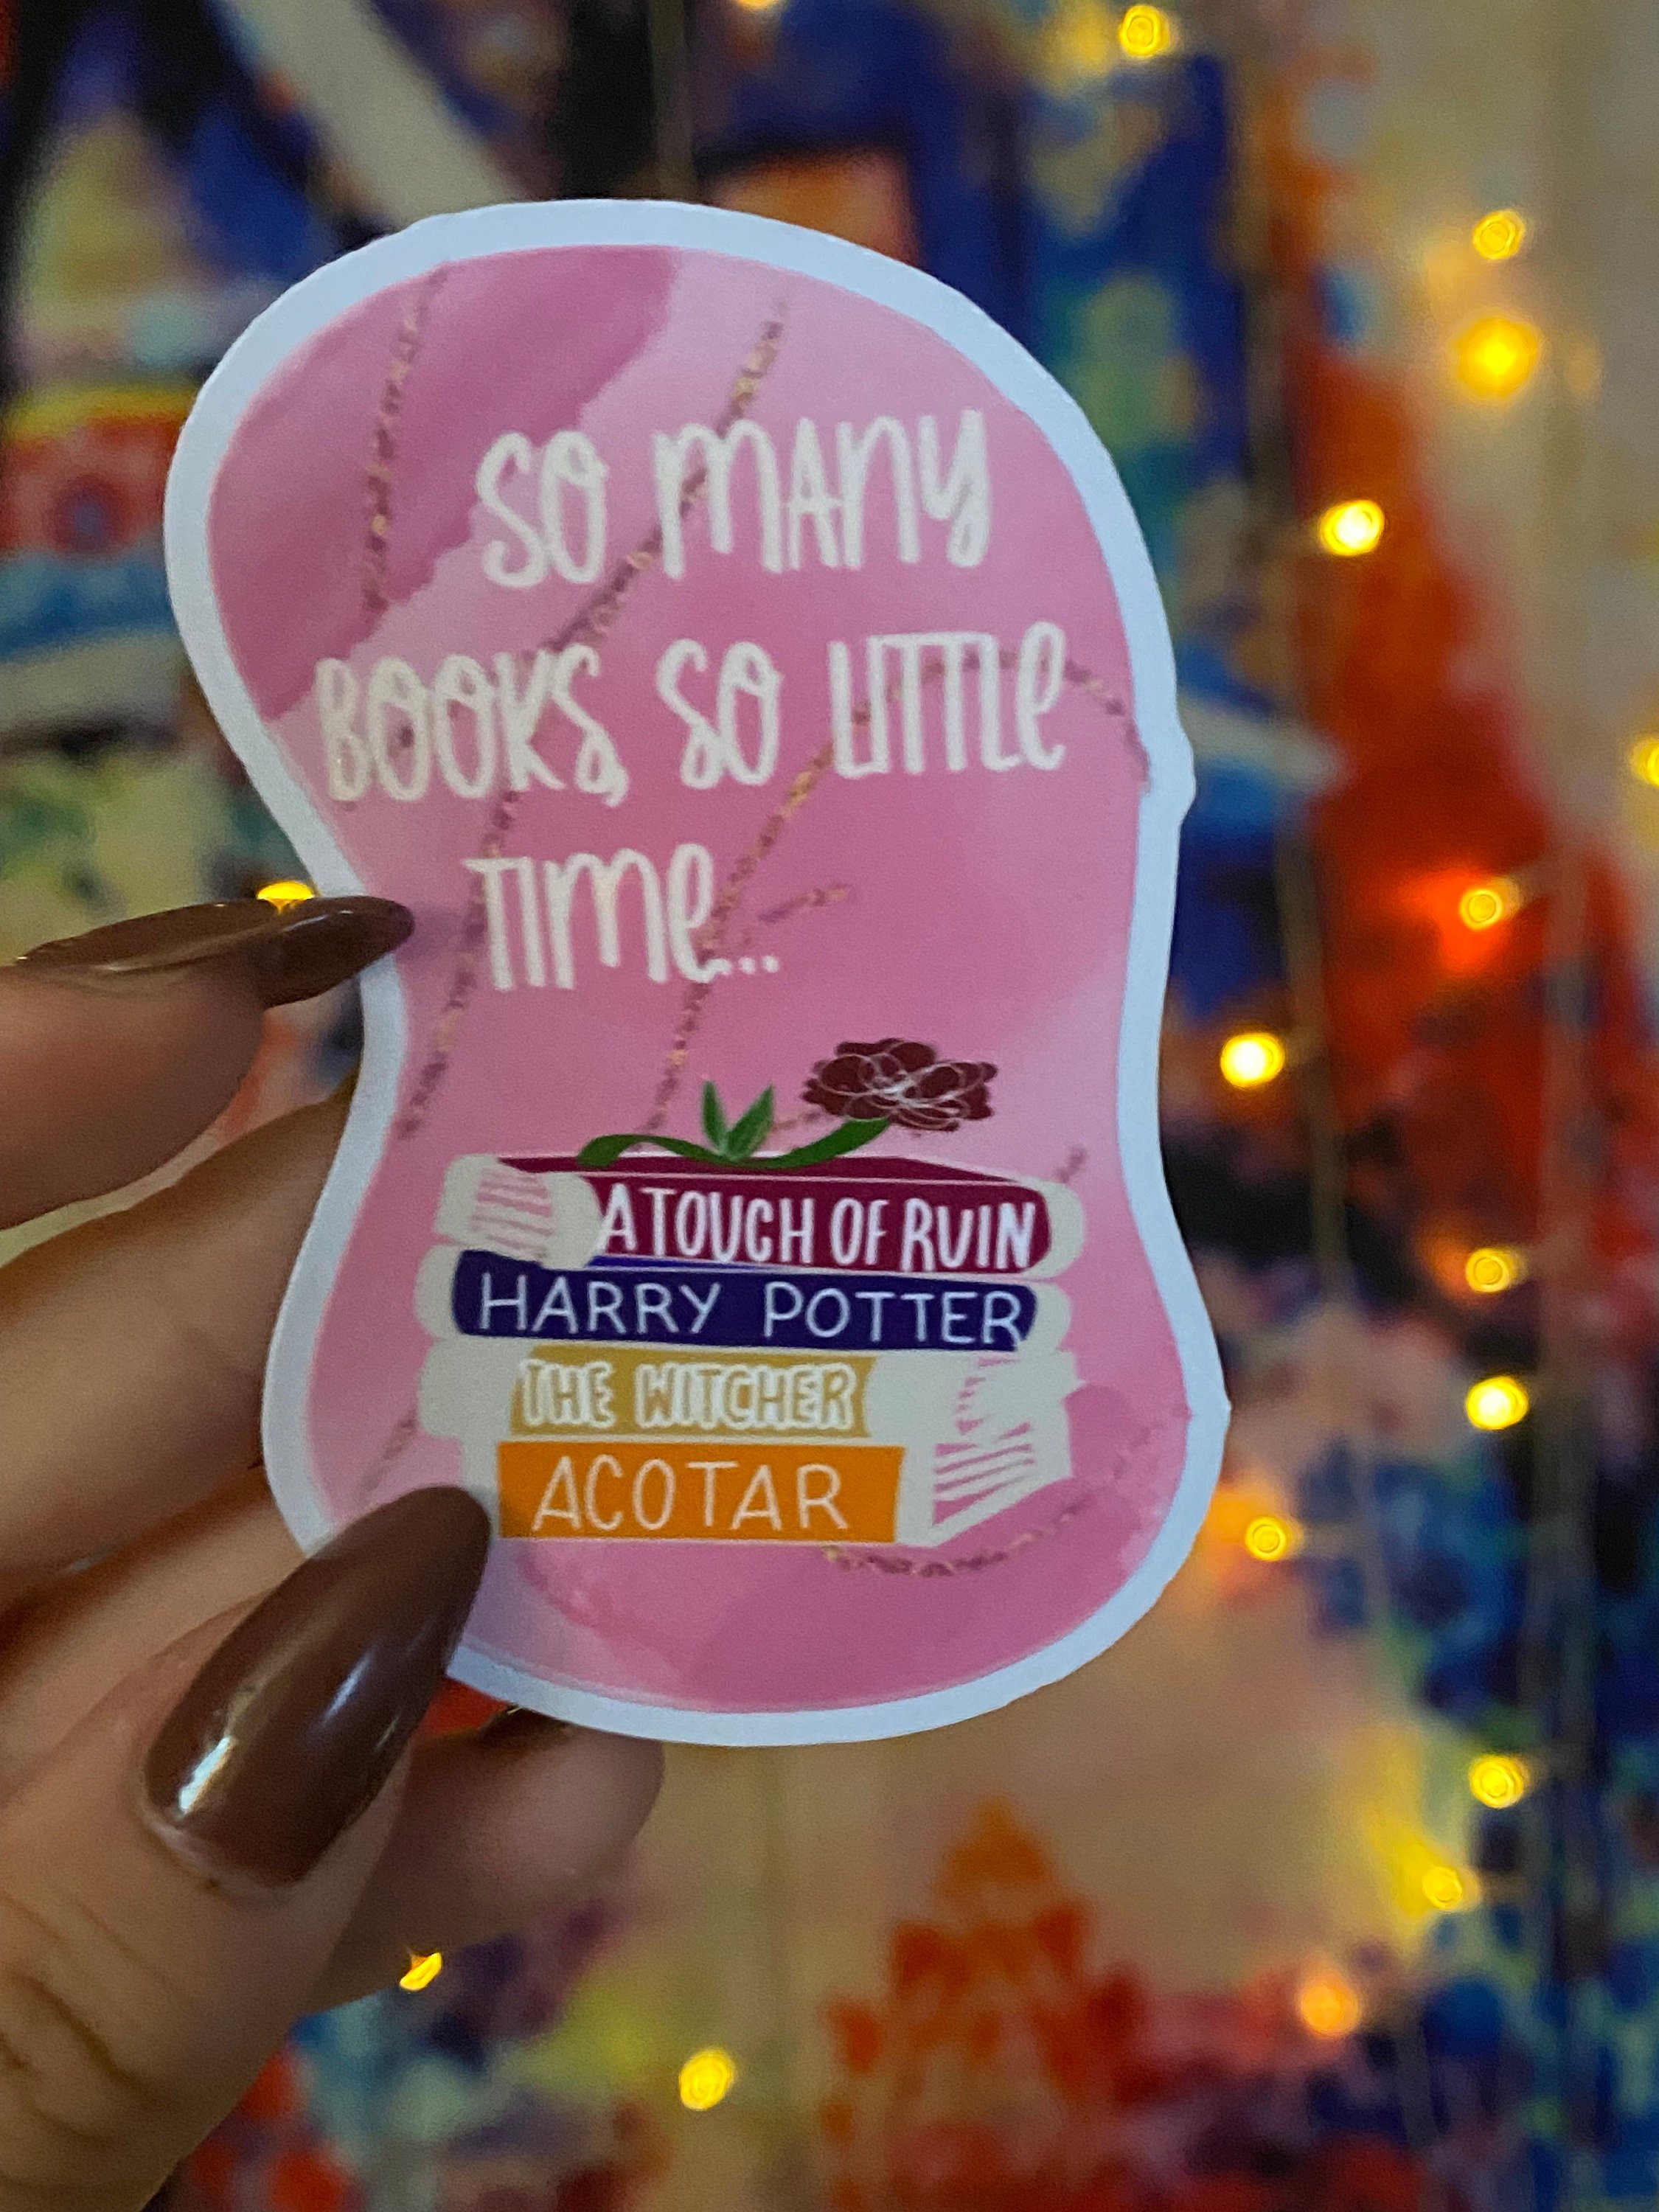 SO MANY
BOOKS, SO LITTLE
TIME...
A TOUCH OF RUIN
HARRY POTTER
THE WITCHER
ACOTAR